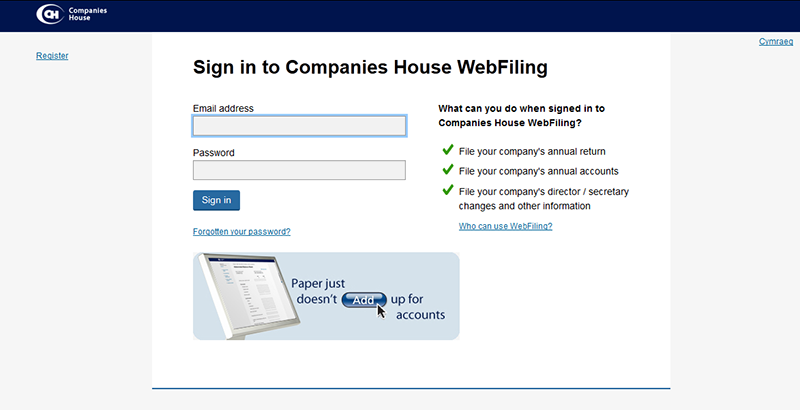 Companies
House
Cymraeg
Register
Sign in to Companies House WebFiling
Email address
Password
Sign in
Forgotten your password?
What can you do when signed in to
Companies House WebFiling?
File your company's annual return
File your company's annual accounts
File your company's director / secretary
changes and other information
Who can use WebFiling?
Paper just
doesn't Add up for
accounts